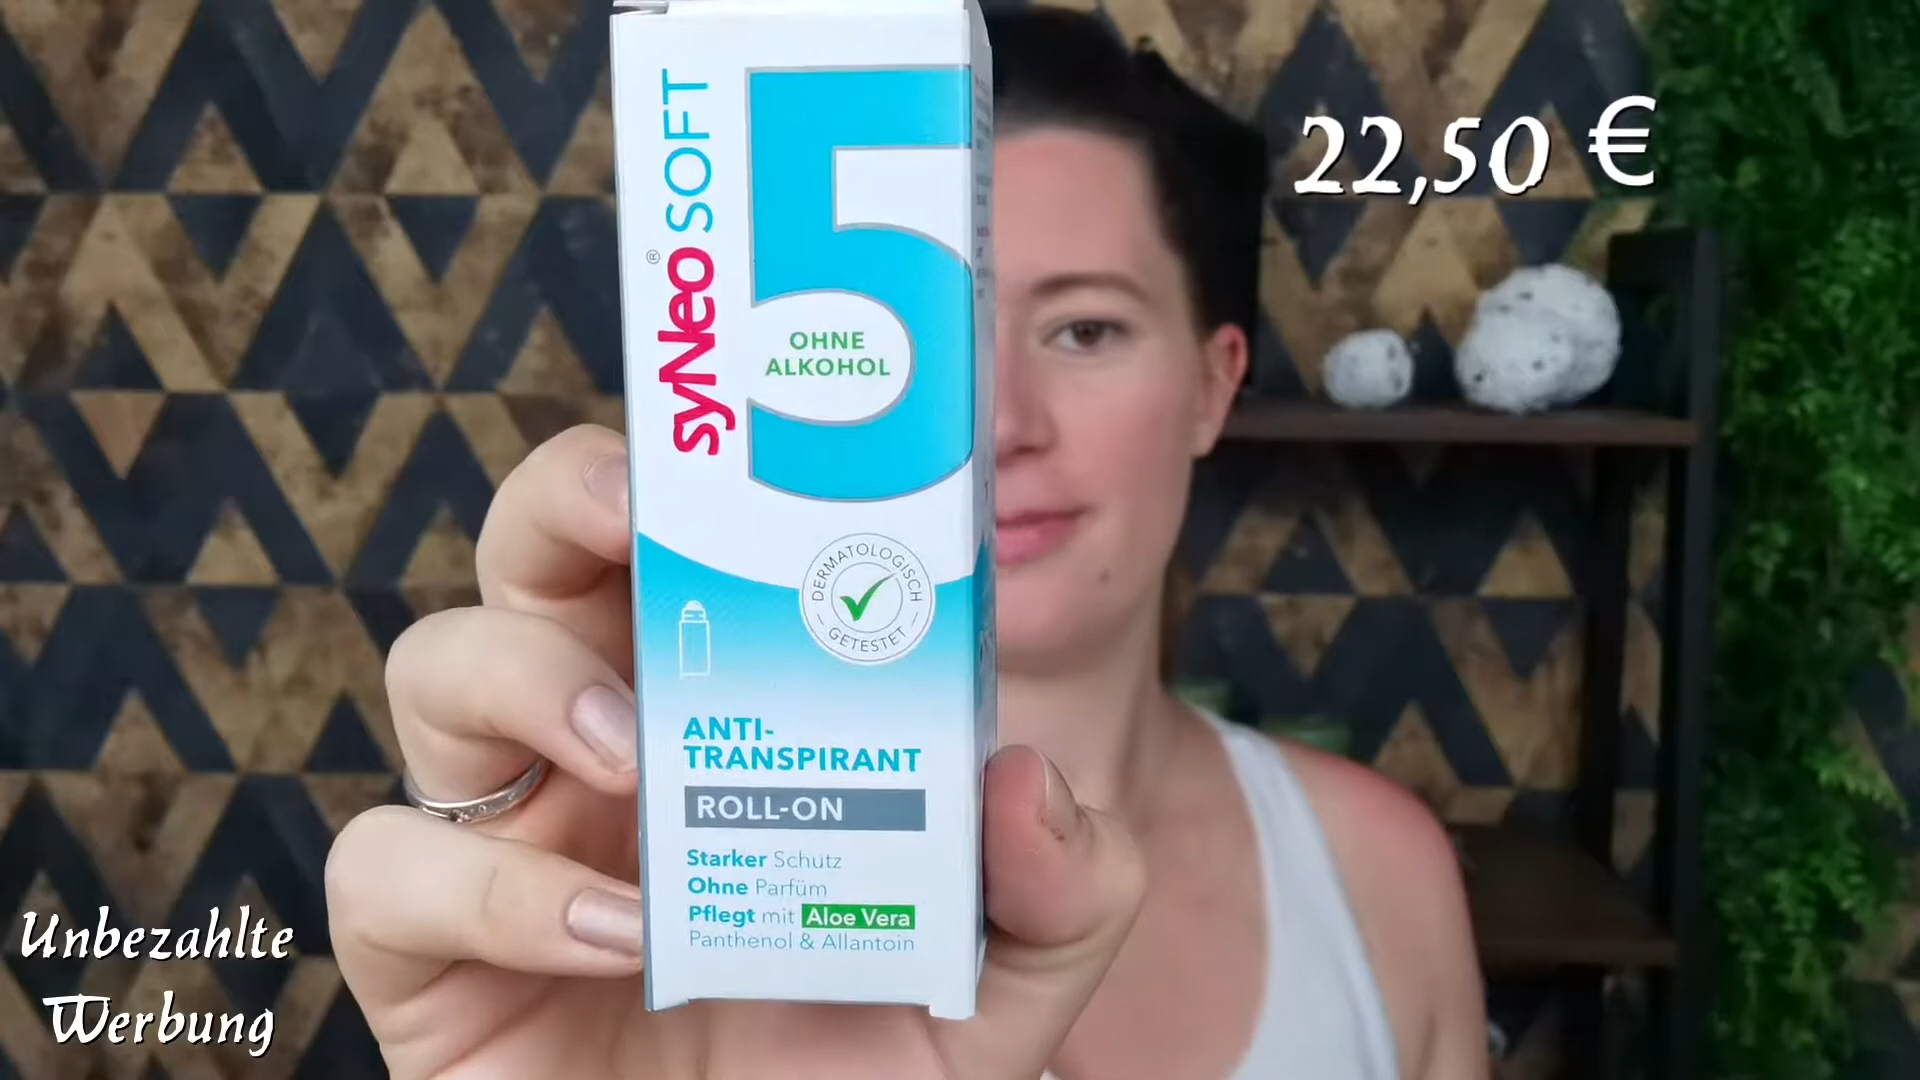 syNeo® SOFT
5
OHNE
ALKOHOL
DERMATOLOGISCH
GETESTET
ANTI-
TRANSPIRANT
ROLL-ON
Starker Schutz
Ohne Parfüm
Pflegt mit Aloe Vera
Panthenol & Allantoin
22,50 €
Unbezahlte
Werbung